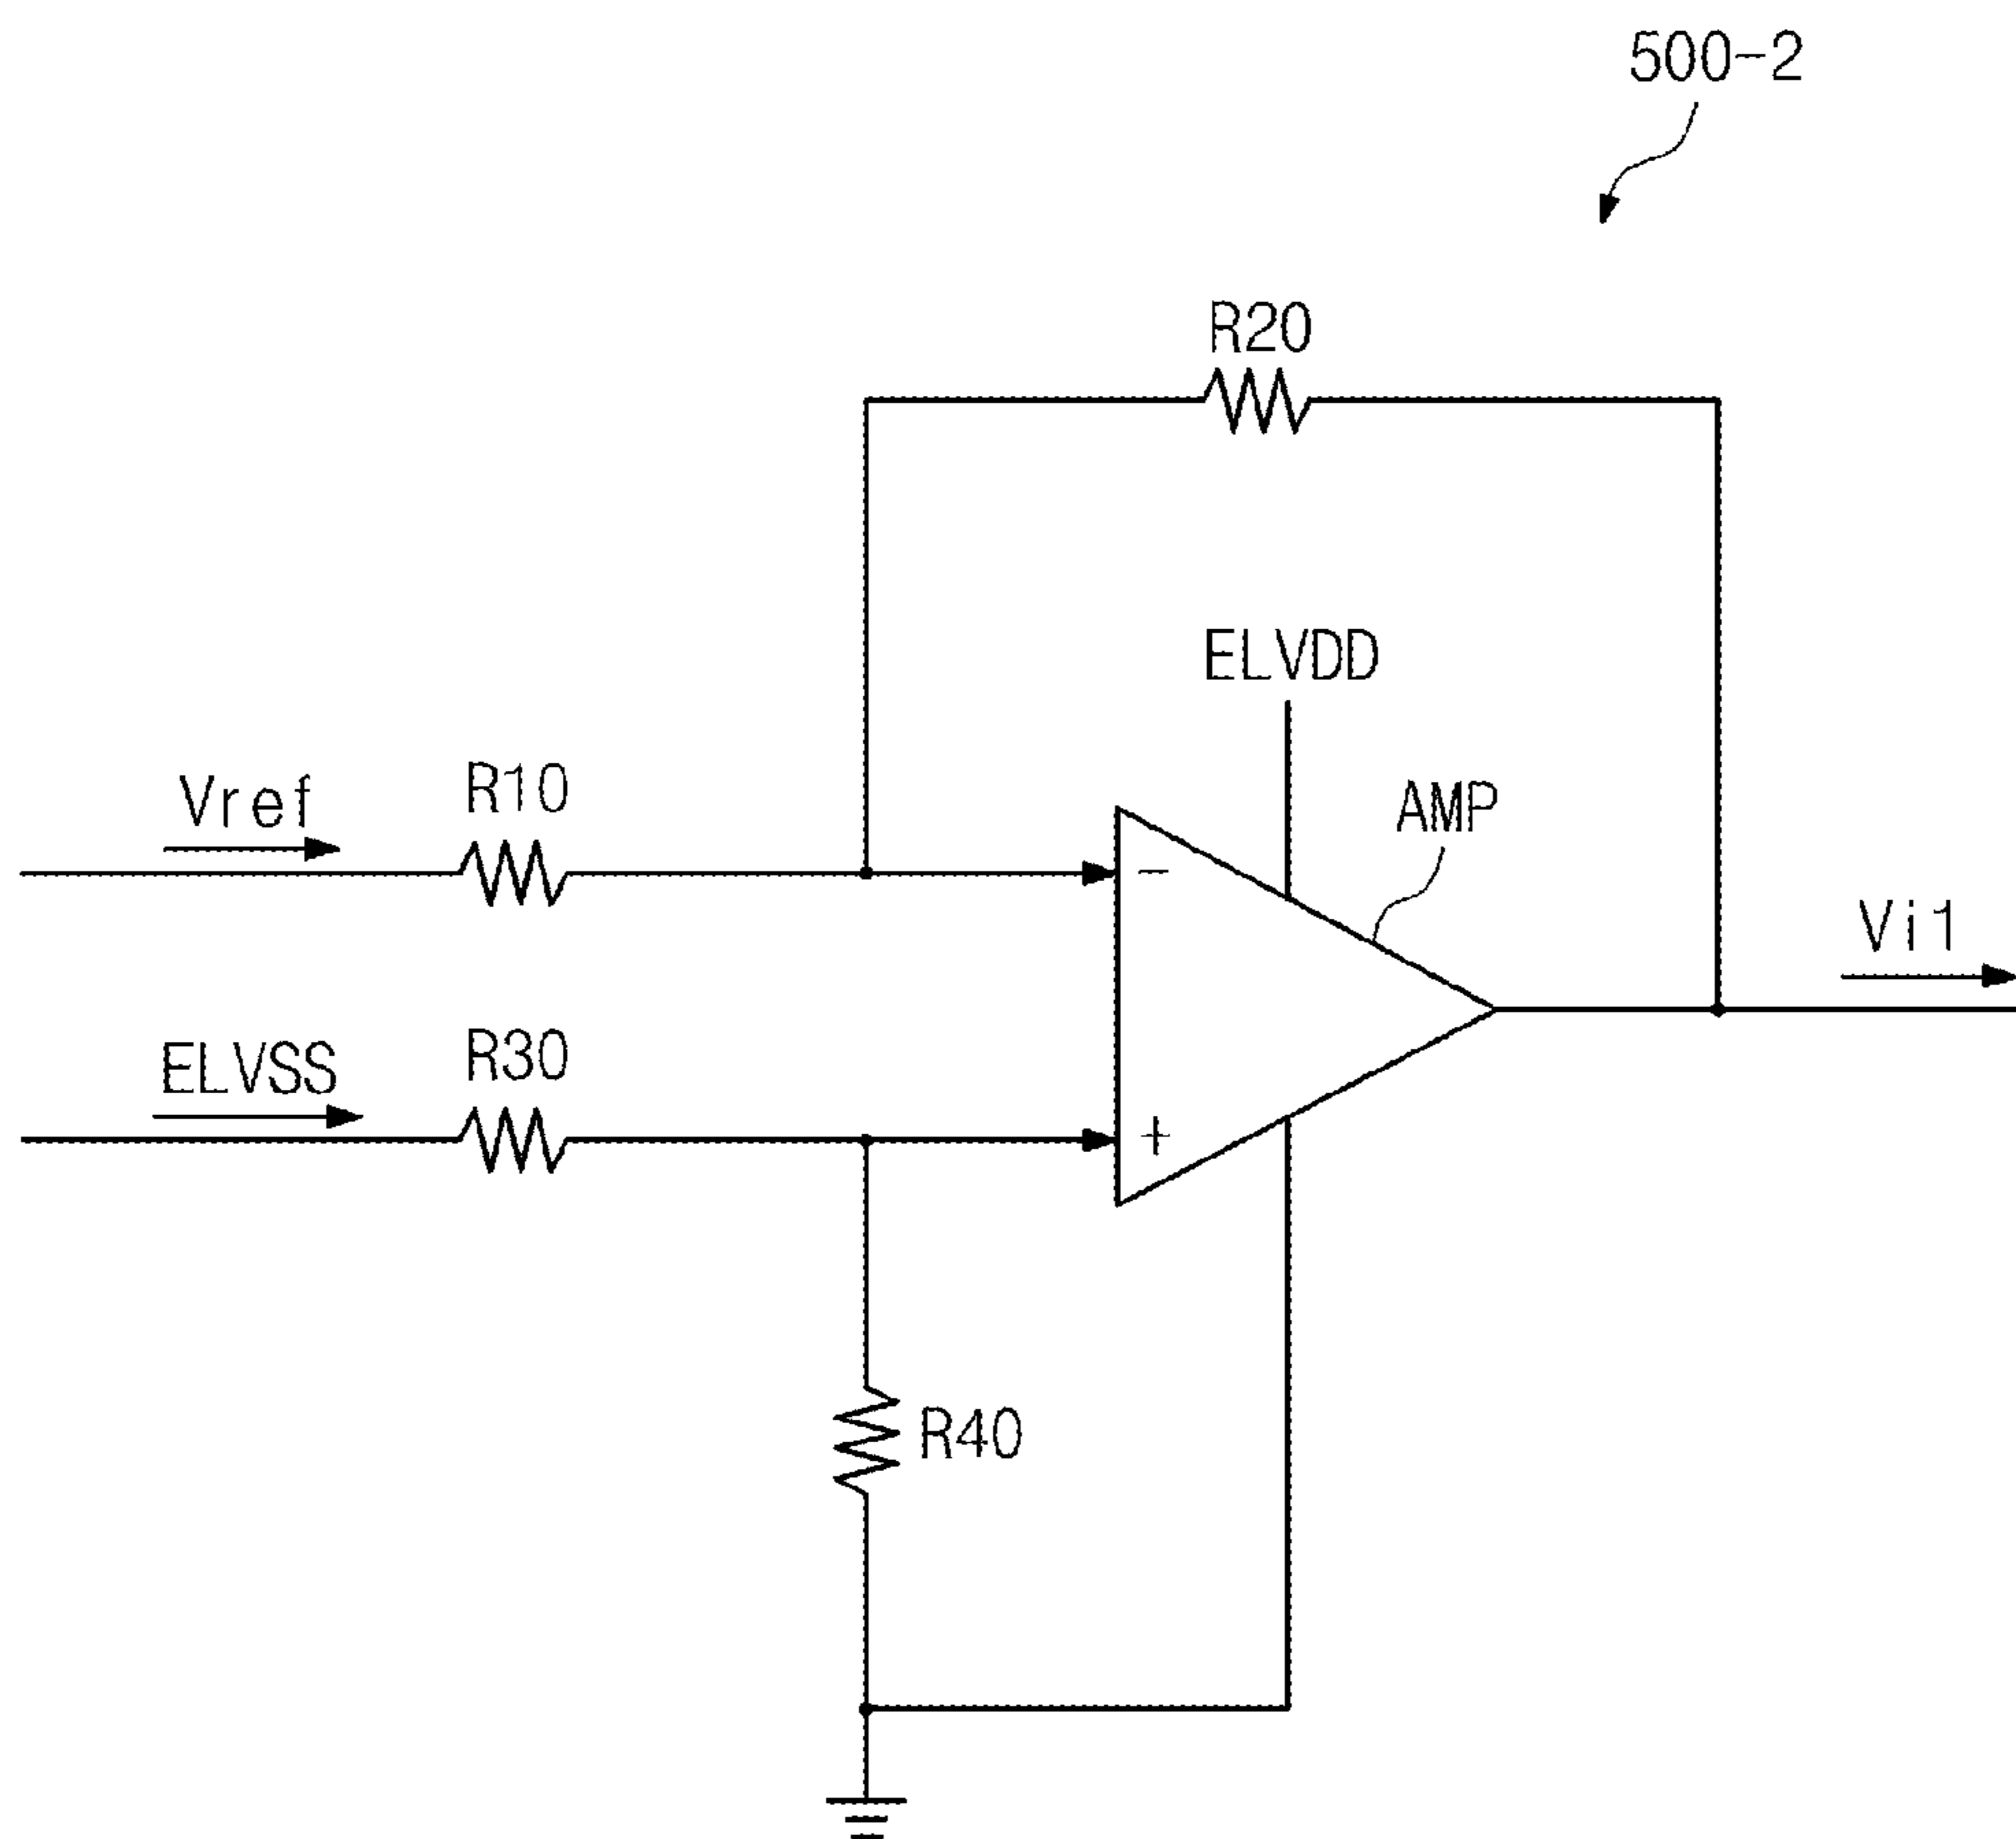 500-2
R20
ELVDD
Vref
R10
AMP
-
Vi1
ELVSS
R30
+
R40